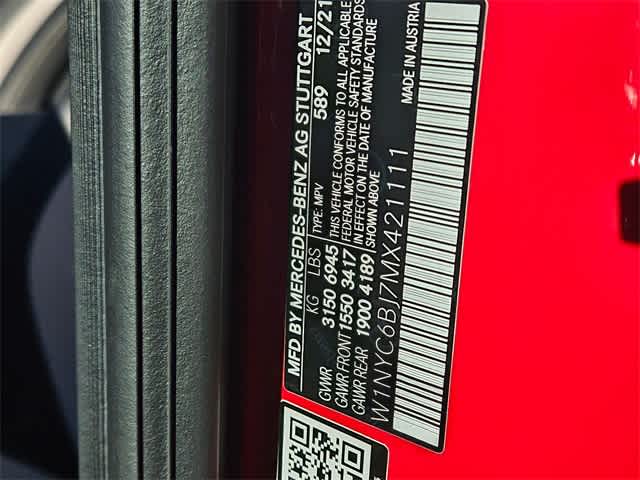 MFD BY MERCEDES-BENZ AG STUTTGART
KG LBS TYPE: MPV 589 12/21
GVWR 3150 6945 THIS VEHICLE CONFORMS TO ALL APPLICABLE
GAWR FRONT 1550 3417 FEDERAL MOTOR VEHICLE SAFETY STANDARDS
GAWR REAR 1900 4189 IN EFFECT ON THE DATE OF MANUFACTURE
SHOWN ABOVE
W1NYC6BJ7MX421111 MADE IN AUSTRIA